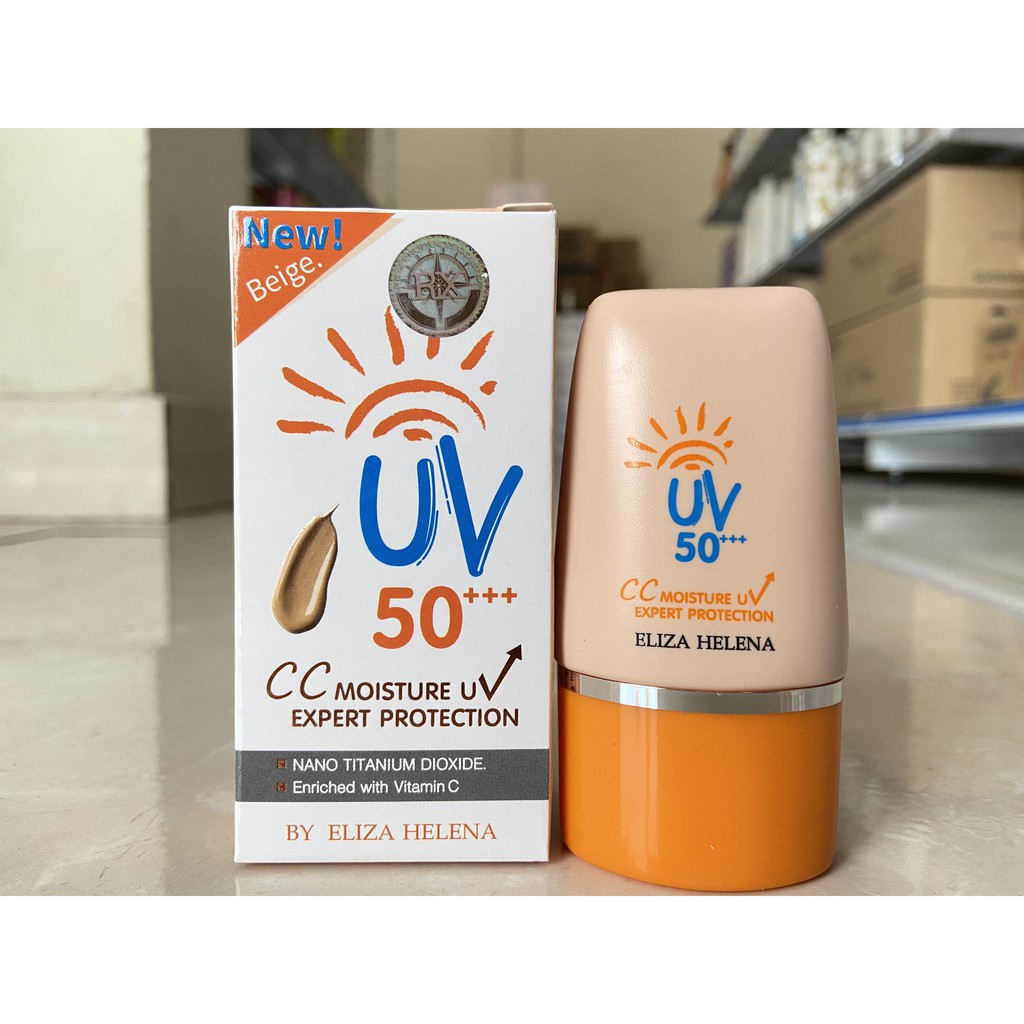 New!
Beige.
RX
UV
50+++
CC MOISTURE UV
EXPERT PROTECTION
NANO TITANIUM DIOXIDE.
Enriched with Vitamin C
BY ELIZA HELENA
UV
50+++
CC MOISTURE UV
EXPERT PROTECTION
ELIZA HELENA